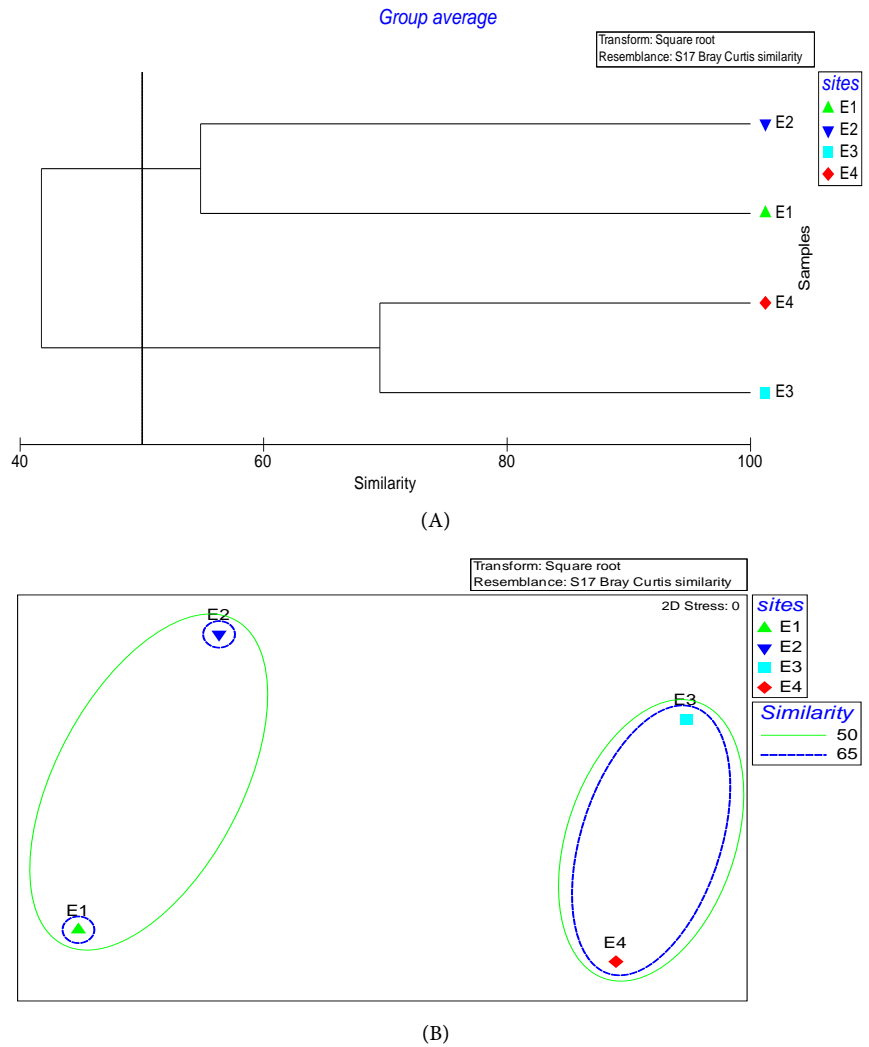 Group average
Transform: Square root
Resemblance: S17 Bray Curtis similarity
sites
E1
E2
E3
E4
E2
E1
E4
E3
Samples
40 60 80 100
Similarity
(A)
Transform: Square root
Resemblance: S17 Bray Curtis similarity
2D Stress: 0
sites
E1
E2
E3
E4
Similarity
50
65
E2
E3
E1
E4
(B)